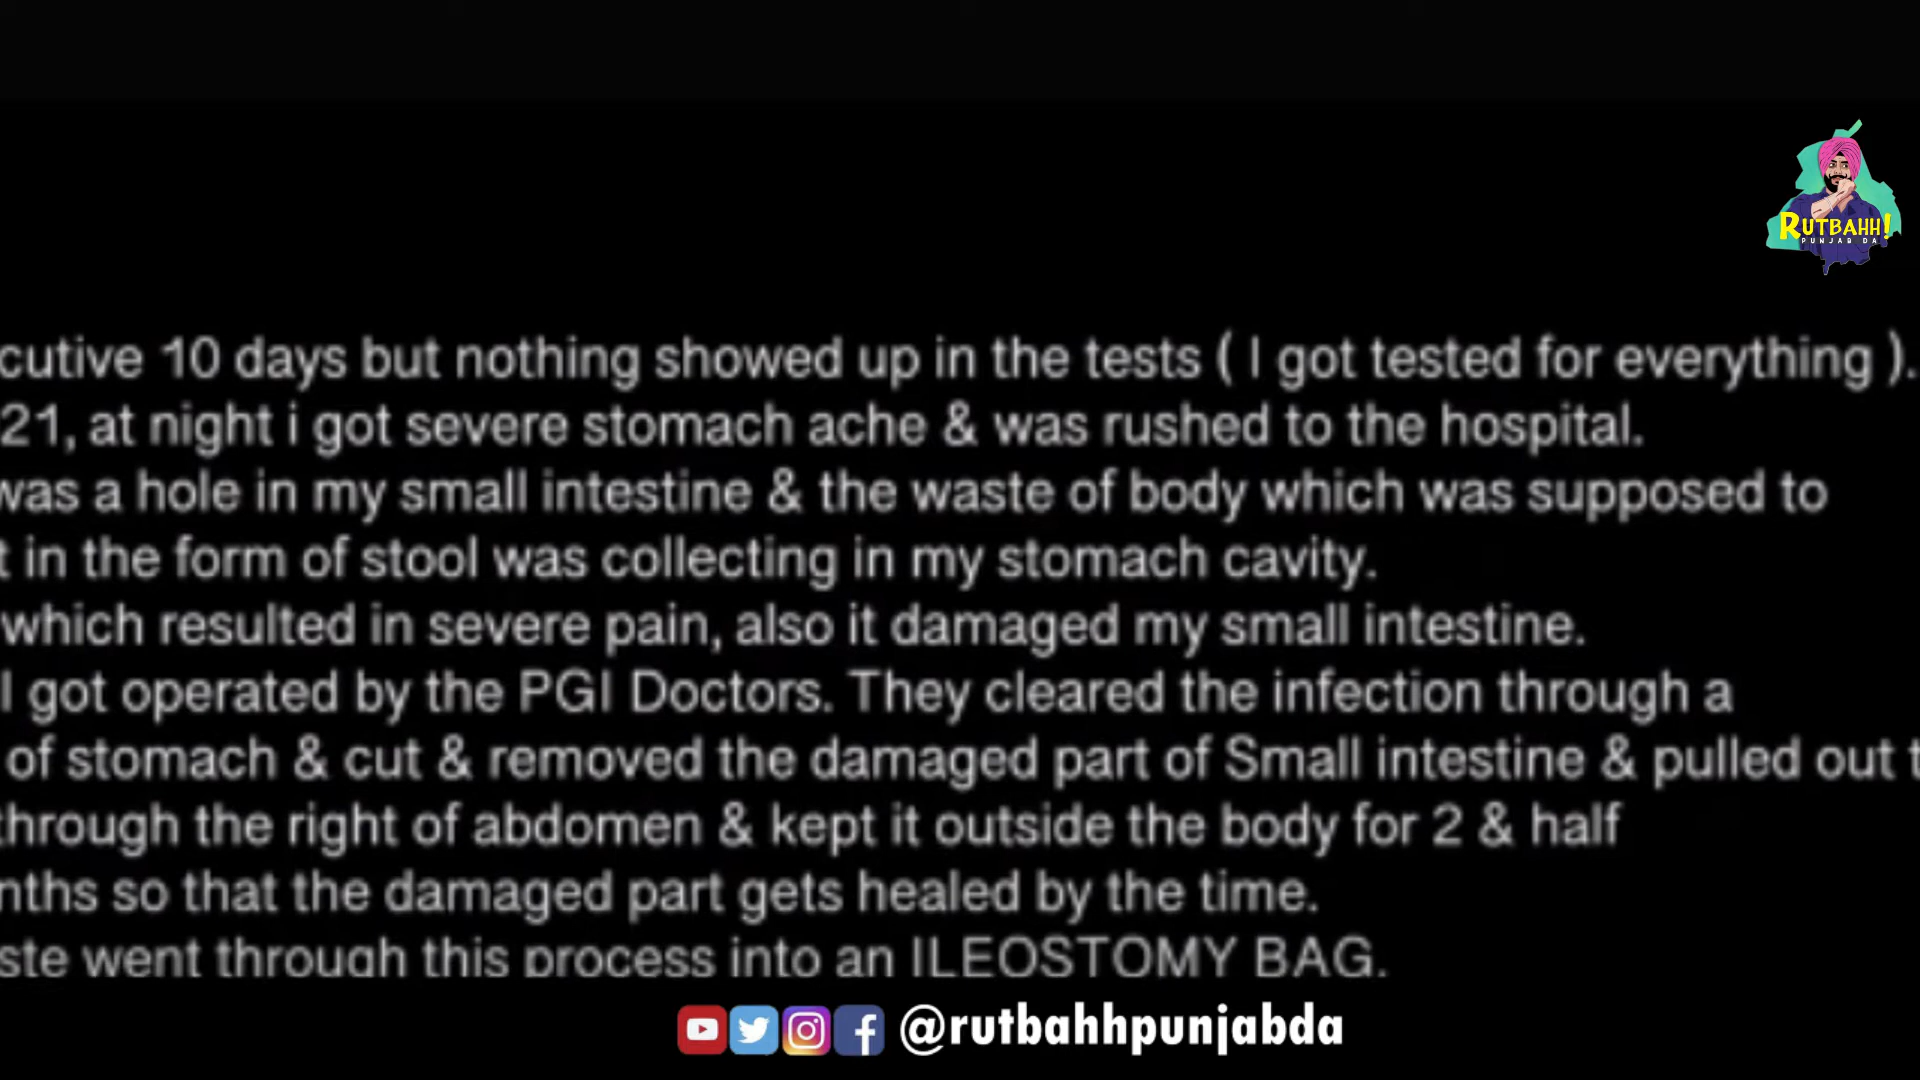 RUTBAHH!
PUNJAB DA
10 days but nothing showed up in the tests ( I got tested for everything ).
21, at night i got severe stomach ache & was rushed to the hospital.
was a hole in my small intestine & the waste of body which was supposed to
in the form of stool was collecting in my stomach cavity.
which resulted in severe pain, also it damaged my small intestine.
I got operated by the PGI Doctors. They cleared the infection through a
of stomach & cut & removed the damaged part of Small intestine & pulled out
through the right of abdomen & kept it outside the body for 2 & half
so that the damaged part gets healed by the time.
went through this process into an ILEOSTOMY BAG.
@rutbahhpunjabda